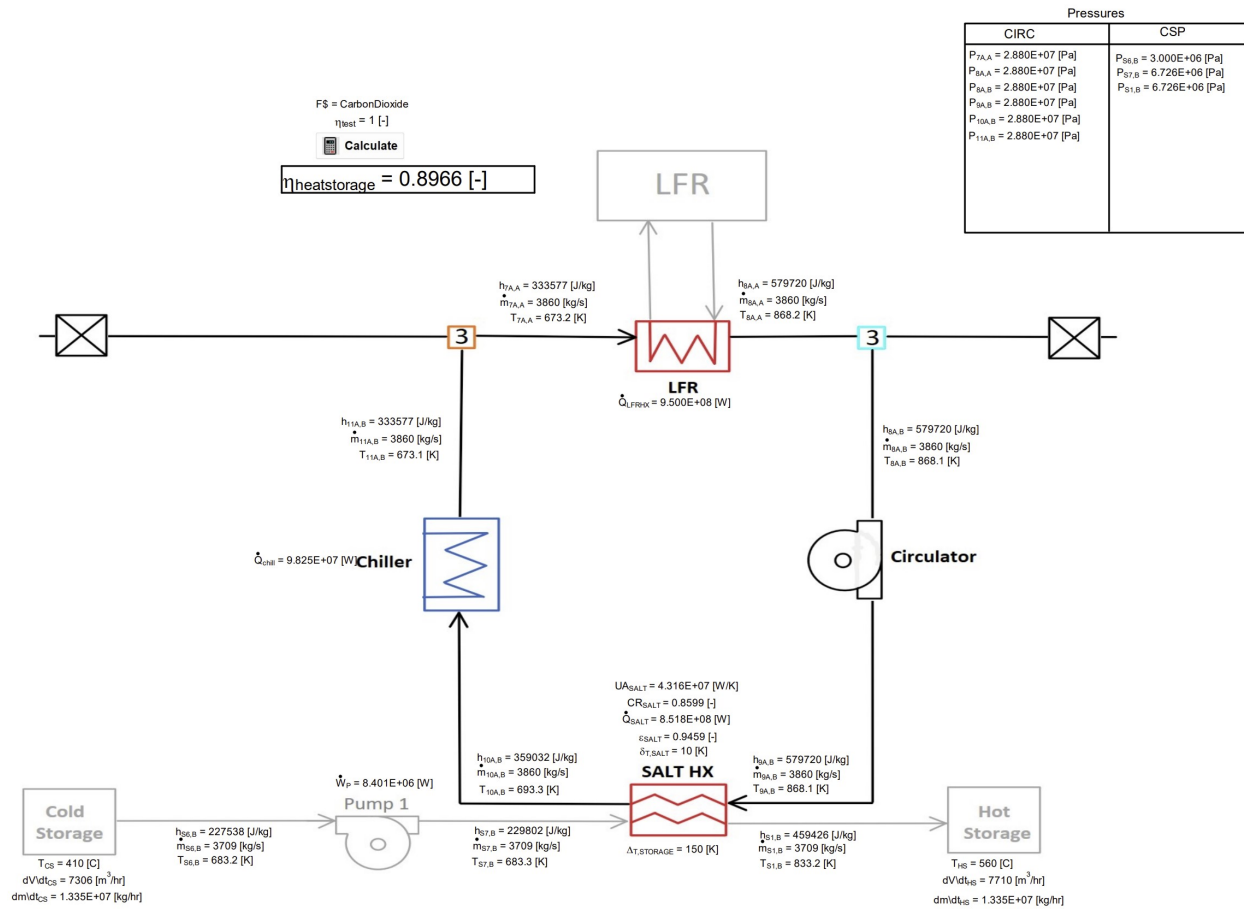 Pressures
CIRC
CSP
P7A,A = 2.880E+07 [Pa]
P8A,A = 2.880E+07 [Pa]
P8A,B = 2.880E+07 [Pa]
P9A,B = 2.880E+07 [Pa]
P10A,B = 2.880E+07 [Pa]
P11A,B = 2.880E+07 [Pa]
PS6,B = 3.000E+06 [Pa]
PS7,B = 6.726E+06 [Pa]
PS1,B = 6.726E+06 [Pa]
F$ = CarbonDioxide
ηtest = 1 [-]
Calculate
ηheatstorage = 0.8966 [-]
LFR
h7A,A = 333577 [J/kg]
ṁ7A,A = 3860 [kg/s]
T7A,A = 673.2 [K]
h8A,A = 579720 [J/kg]
ṁ8A,A = 3860 [kg/s]
T8A,A = 868.2 [K]
3
3
LFR
Q̇LFRHX = 9.500E+08 [W]
h11A,B = 333577 [J/kg]
ṁ11A,B = 3860 [kg/s]
T11A,B = 673.1 [K]
h8A,B = 579720 [J/kg]
ṁ8A,B = 3860 [kg/s]
T8A,B = 868.1 [K]
Q̇chill = 9.825E+07 [W]
Chiller
Circulator
UASALT = 4.316E+07 [W/K]
CRSALT = 0.8599 [-]
Q̇SALT = 8.518E+08 [W]
εSALT = 0.9459 [-]
δT,SALT = 10 [K]
SALT HX
h10A,B = 359032 [J/kg]
ṁ10A,B = 3860 [kg/s]
T10A,B = 693.3 [K]
h9A,B = 579720 [J/kg]
ṁ9A,B = 3860 [kg/s]
T9A,B = 868.1 [K]
ẆP = 8.401E+06 [W]
Pump 1
Cold
Storage
Hot
Storage
hS6,B = 227538 [J/kg]
ṁS6,B = 3709 [kg/s]
TS6,B = 683.2 [K]
hS7,B = 229802 [J/kg]
ṁS7,B = 3709 [kg/s]
TS7,B = 683.3 [K]
ΔT,STORAGE = 150 [K]
hS1,B = 459426 [J/kg]
ṁS1,B = 3709 [kg/s]
TS1,B = 833.2 [K]
TCS = 410 [C]
dV\dtCS = 7306 [m³/hr]
dm\dtCS = 1.335E+07 [kg/hr]
THS = 560 [C]
dV\dtHS = 7710 [m³/hr]
dm\dtHS = 1.335E+07 [kg/hr]